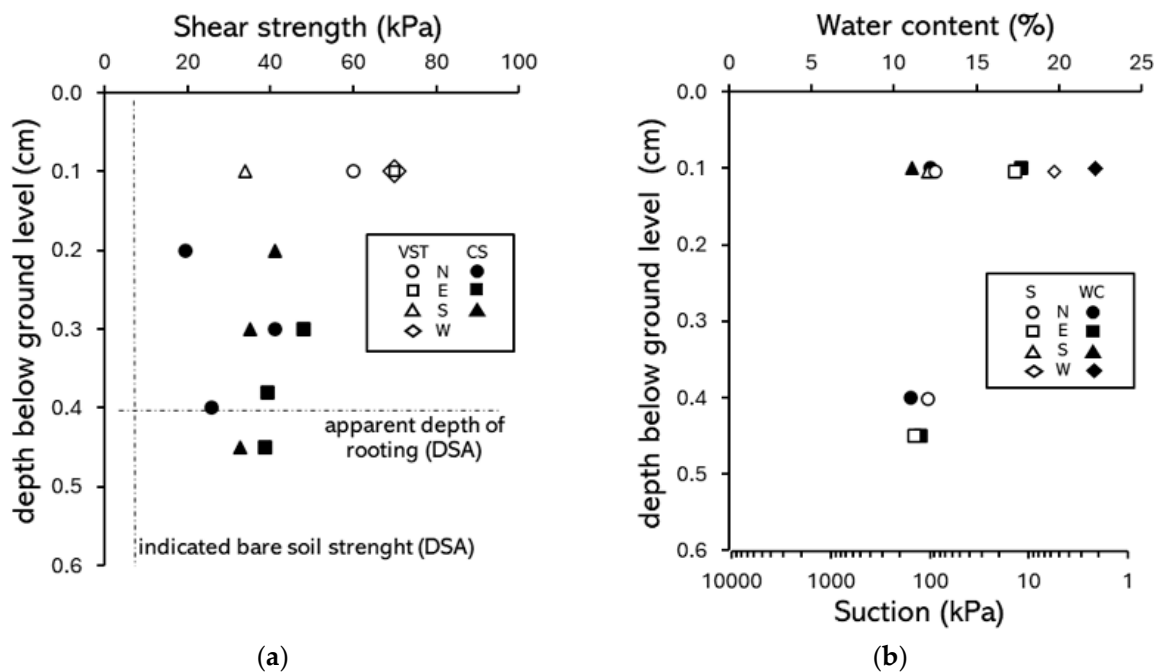 Shear strength (kPa)
0 20 40 60 80 100
0.0
0.1
0.2
0.3
0.4
0.5
0.6
depth below ground level (cm)
VST CS
N
E
S
W
apparent depth of
rooting (DSA)
indicated bare soil strenght (DSA)
(a)
Water content (%)
0 5 10 15 20 25
0.0
0.1
0.2
0.3
0.4
0.5
0.6
depth below ground level (cm)
S WC
N
E
S
W
10000 1000 100 10 1
Suction (kPa)
(b)